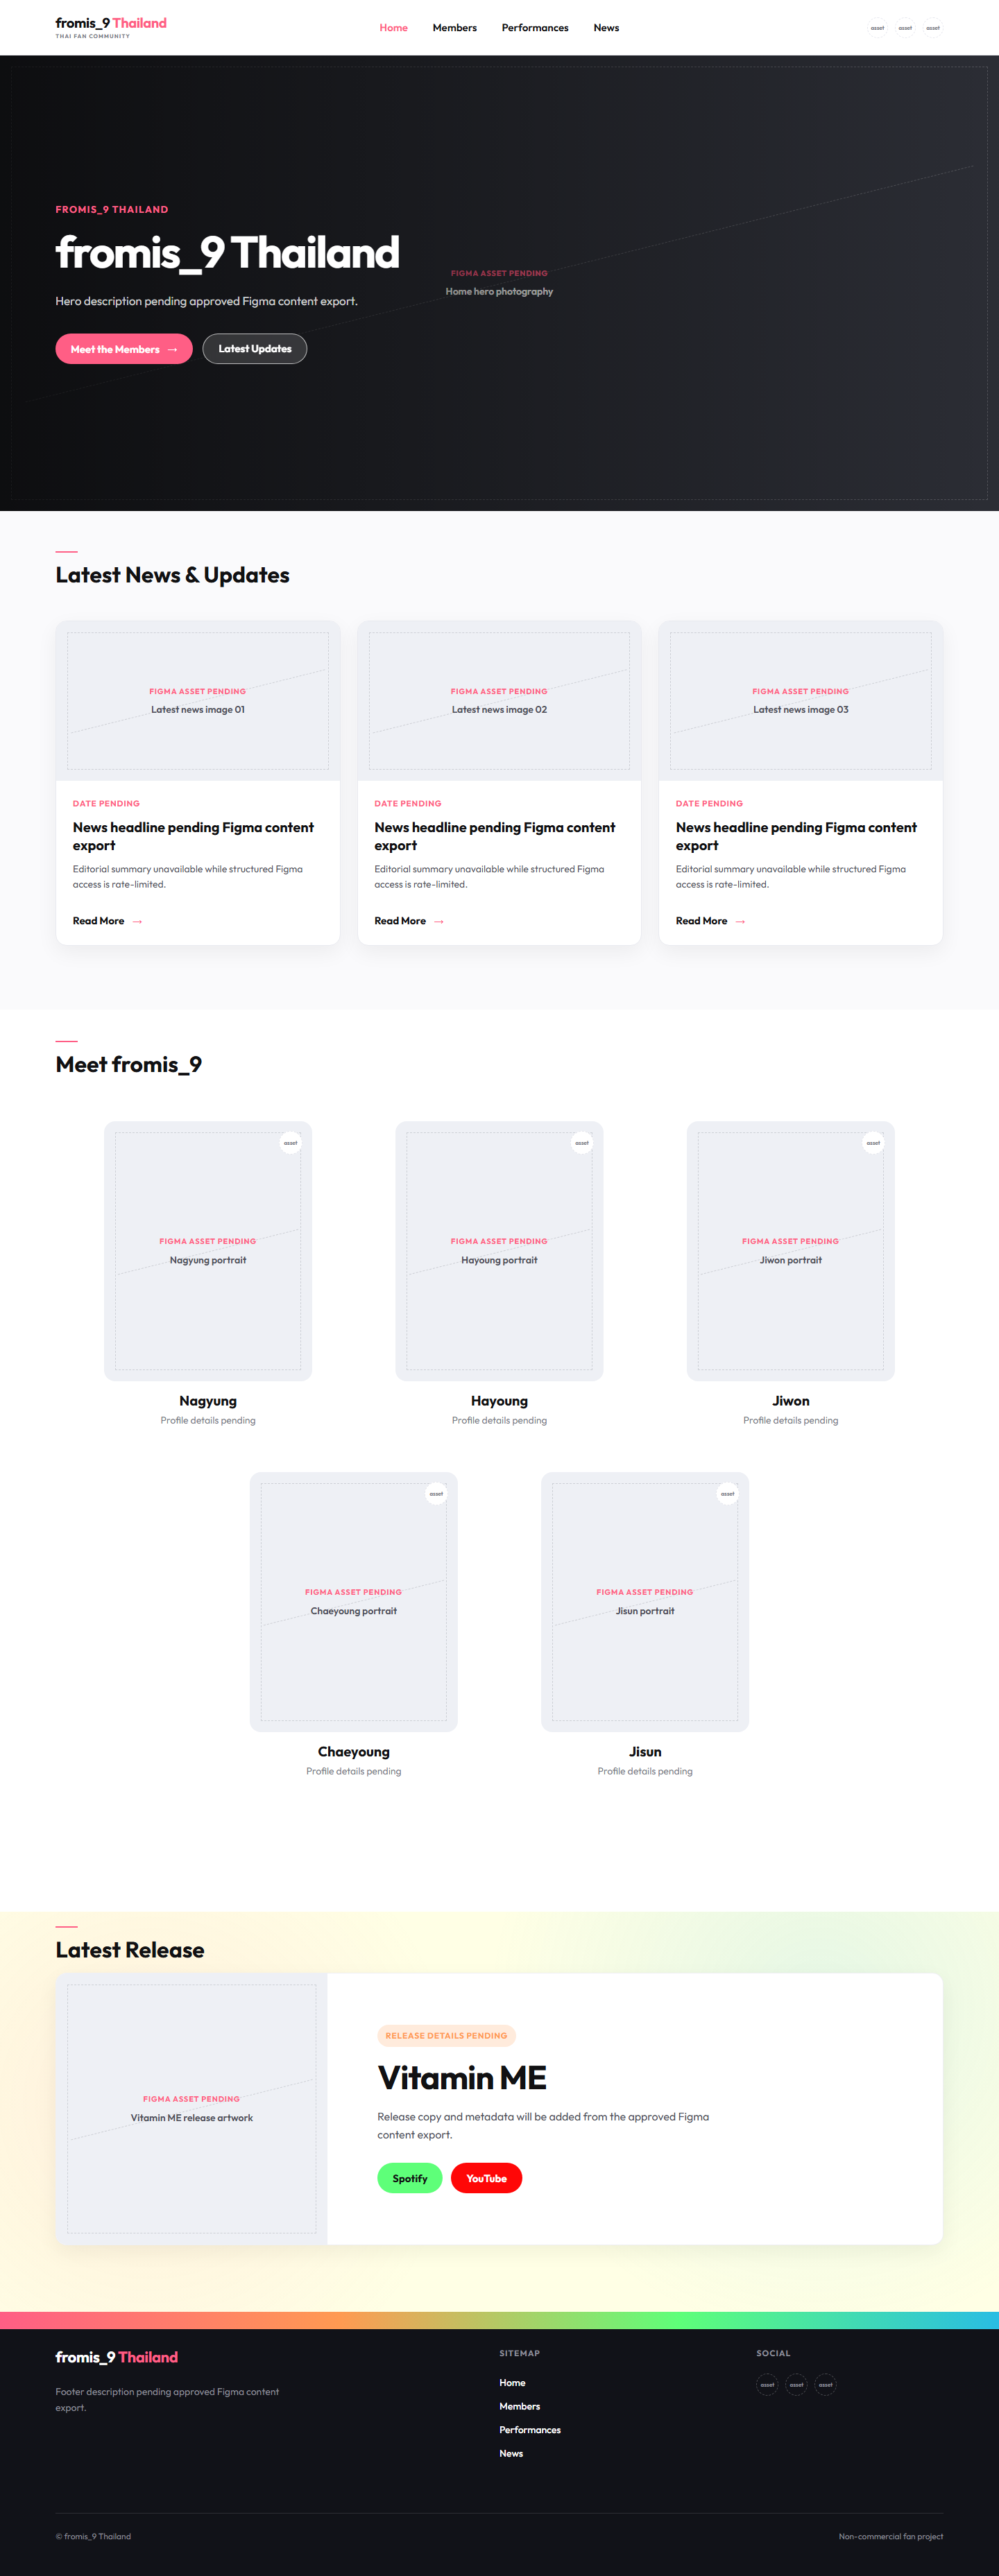 fromis_9 Thailand
THAI FAN COMMUNITY
Home
Members
Performances
News
asset
asset
asset
FROMIS_9 THAILAND
fromis_9 Thailand
Hero description pending approved Figma content export.
Meet the Members →
Latest Updates
FIGMA ASSET PENDING
Home hero photography
Latest News & Updates
FIGMA ASSET PENDING
Latest news image 01
DATE PENDING
News headline pending Figma content
export
Editorial summary unavailable while structured Figma
access is rate-limited.
Read More →
FIGMA ASSET PENDING
Latest news image 02
DATE PENDING
News headline pending Figma content
export
Editorial summary unavailable while structured Figma
access is rate-limited.
Read More →
FIGMA ASSET PENDING
Latest news image 03
DATE PENDING
News headline pending Figma content
export
Editorial summary unavailable while structured Figma
access is rate-limited.
Read More →
Meet fromis_9
asset
FIGMA ASSET PENDING
Nagyung portrait
Nagyung
Profile details pending
asset
FIGMA ASSET PENDING
Hayoung portrait
Hayoung
Profile details pending
asset
FIGMA ASSET PENDING
Jiwon portrait
Jiwon
Profile details pending
asset
FIGMA ASSET PENDING
Chaeyoung portrait
Chaeyoung
Profile details pending
asset
FIGMA ASSET PENDING
Jisun portrait
Jisun
Profile details pending
Latest Release
FIGMA ASSET PENDING
Vitamin ME release artwork
RELEASE DETAILS PENDING
Vitamin ME
Release copy and metadata will be added from the approved Figma
content export.
Spotify
YouTube
fromis_9 Thailand
Footer description pending approved Figma content
export.
SITEMAP
Home
Members
Performances
News
SOCIAL
asset
asset
asset
© fromis_9 Thailand
Non-commercial fan project